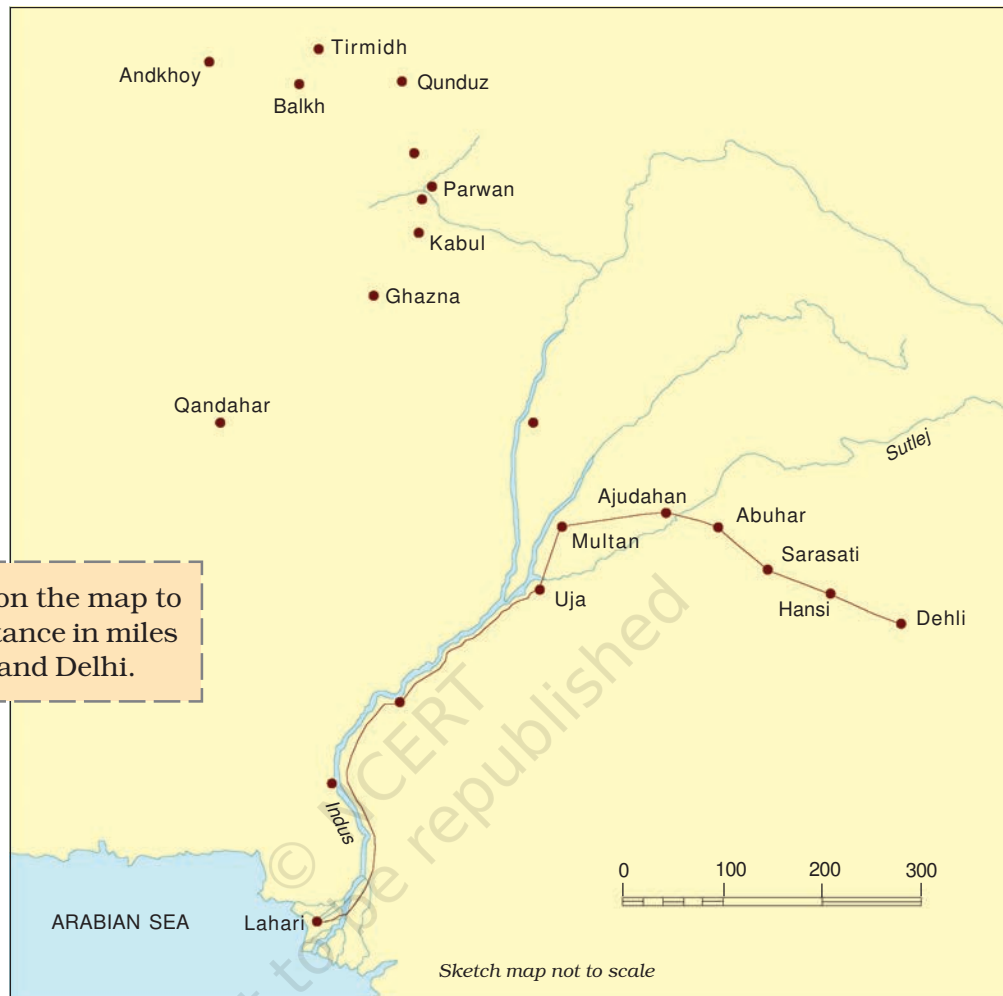 Tirmidh
Andkhoy
Balkh
Qunduz
Parwan
Kabul
Ghazna
Qandahar
Sutlej
Ajudahan
Abuhar
Multan
Sarasati
Uja
Hansi
Dehli
on the map to
tance in miles
and Delhi.
Indus
0 100 200 300
ARABIAN SEA
Lahari
Sketch map not to scale
© NCERT
not to be republished